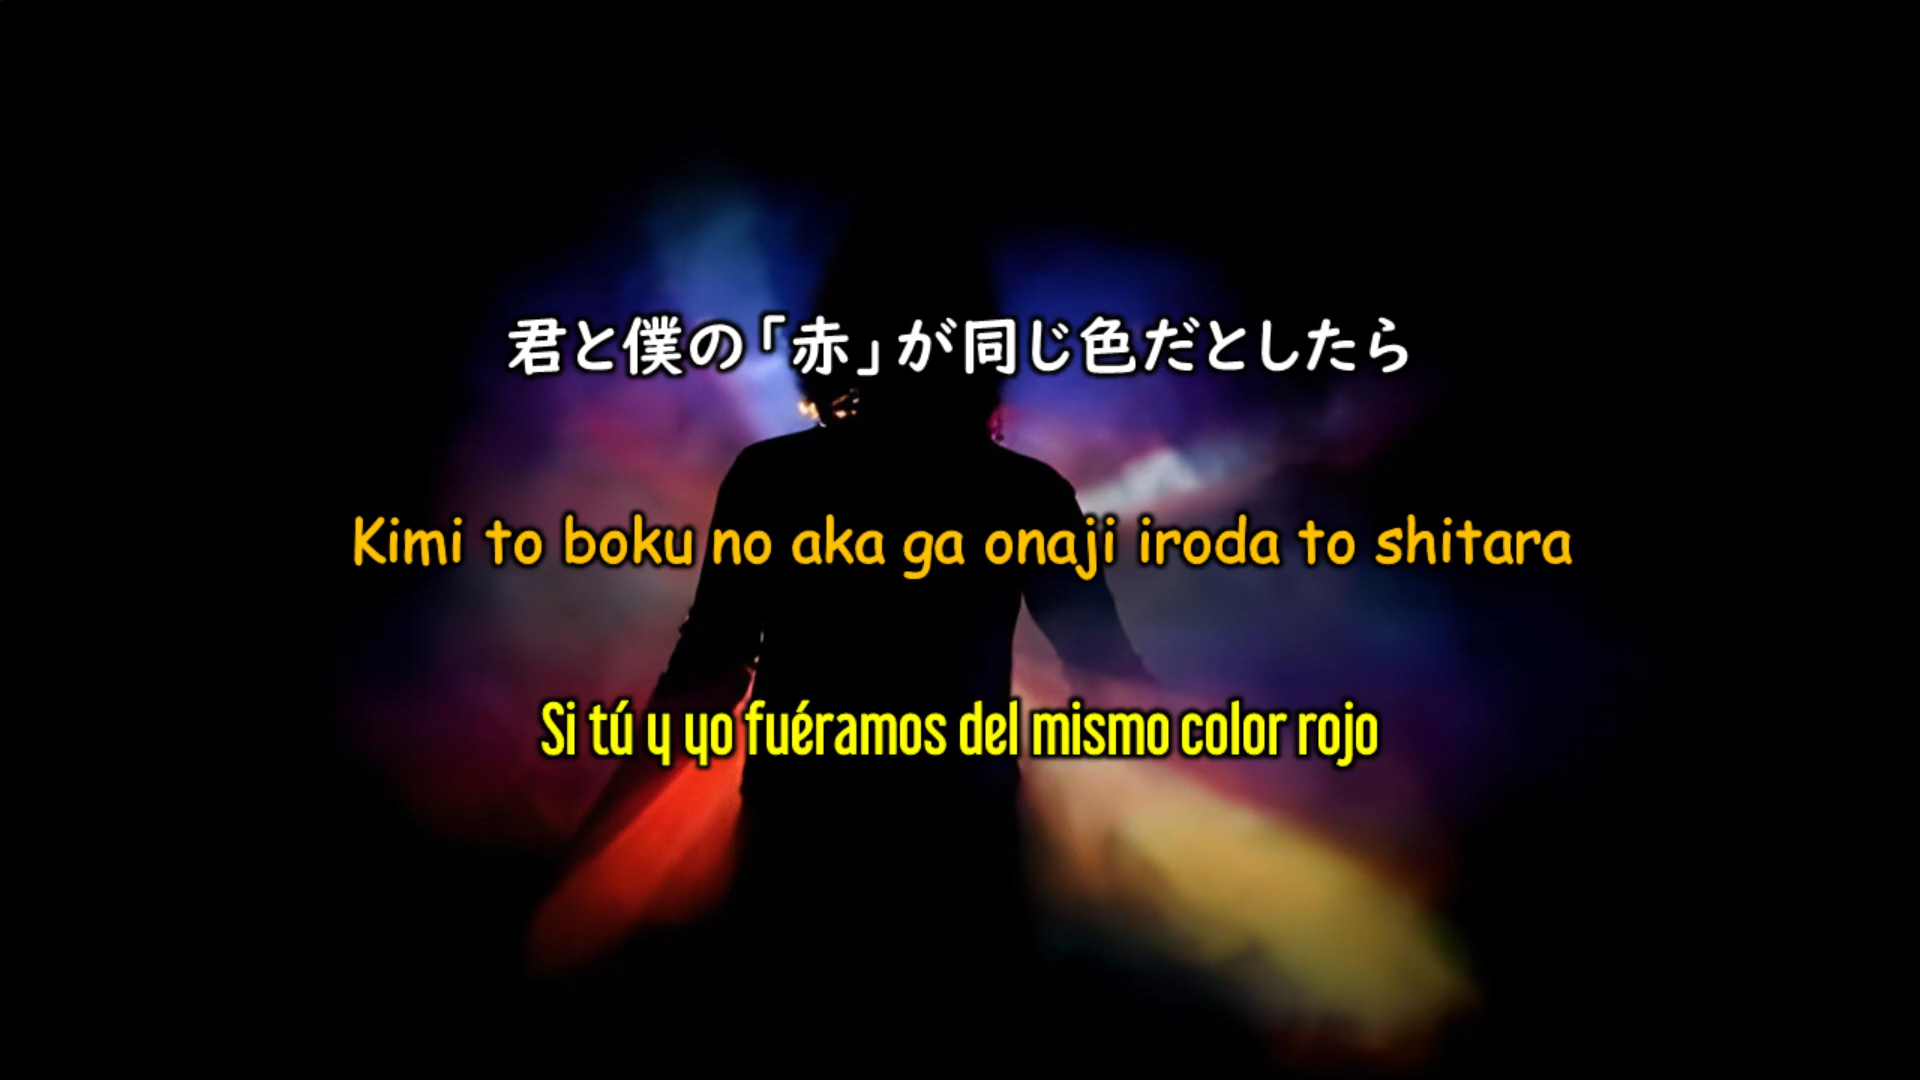 君と僕の「赤」が同じ色だとしたら
Kimi to boku no aka ga onaji iroda to shitara
Si tú y yo fuéramos del mismo color rojo